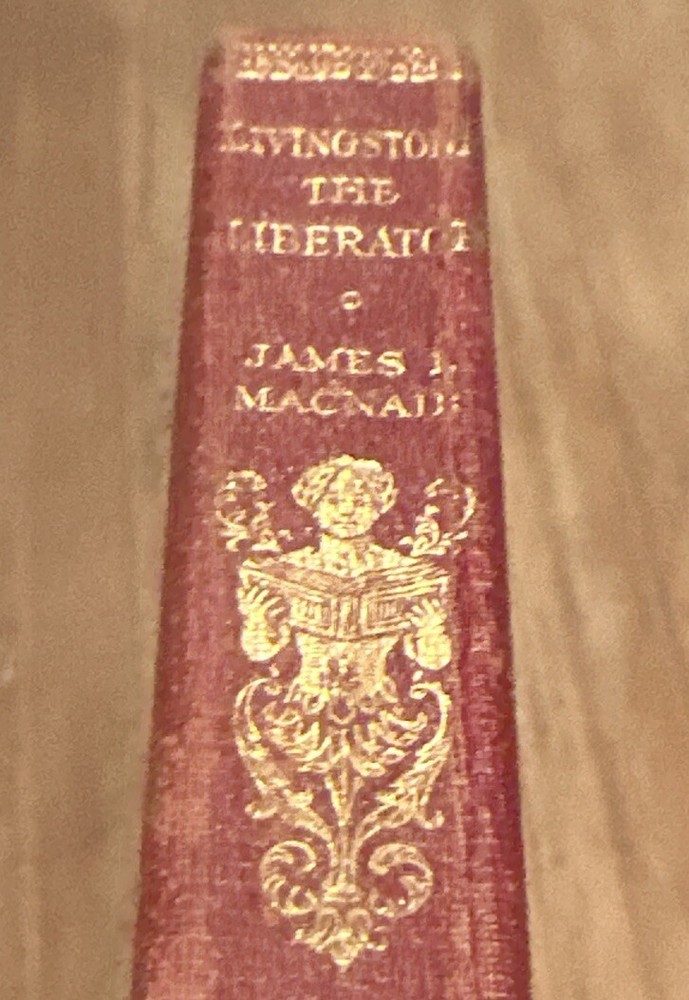 LIVINGSTONE
THE
LIBERATOR
JAMES I.
MACNAIR